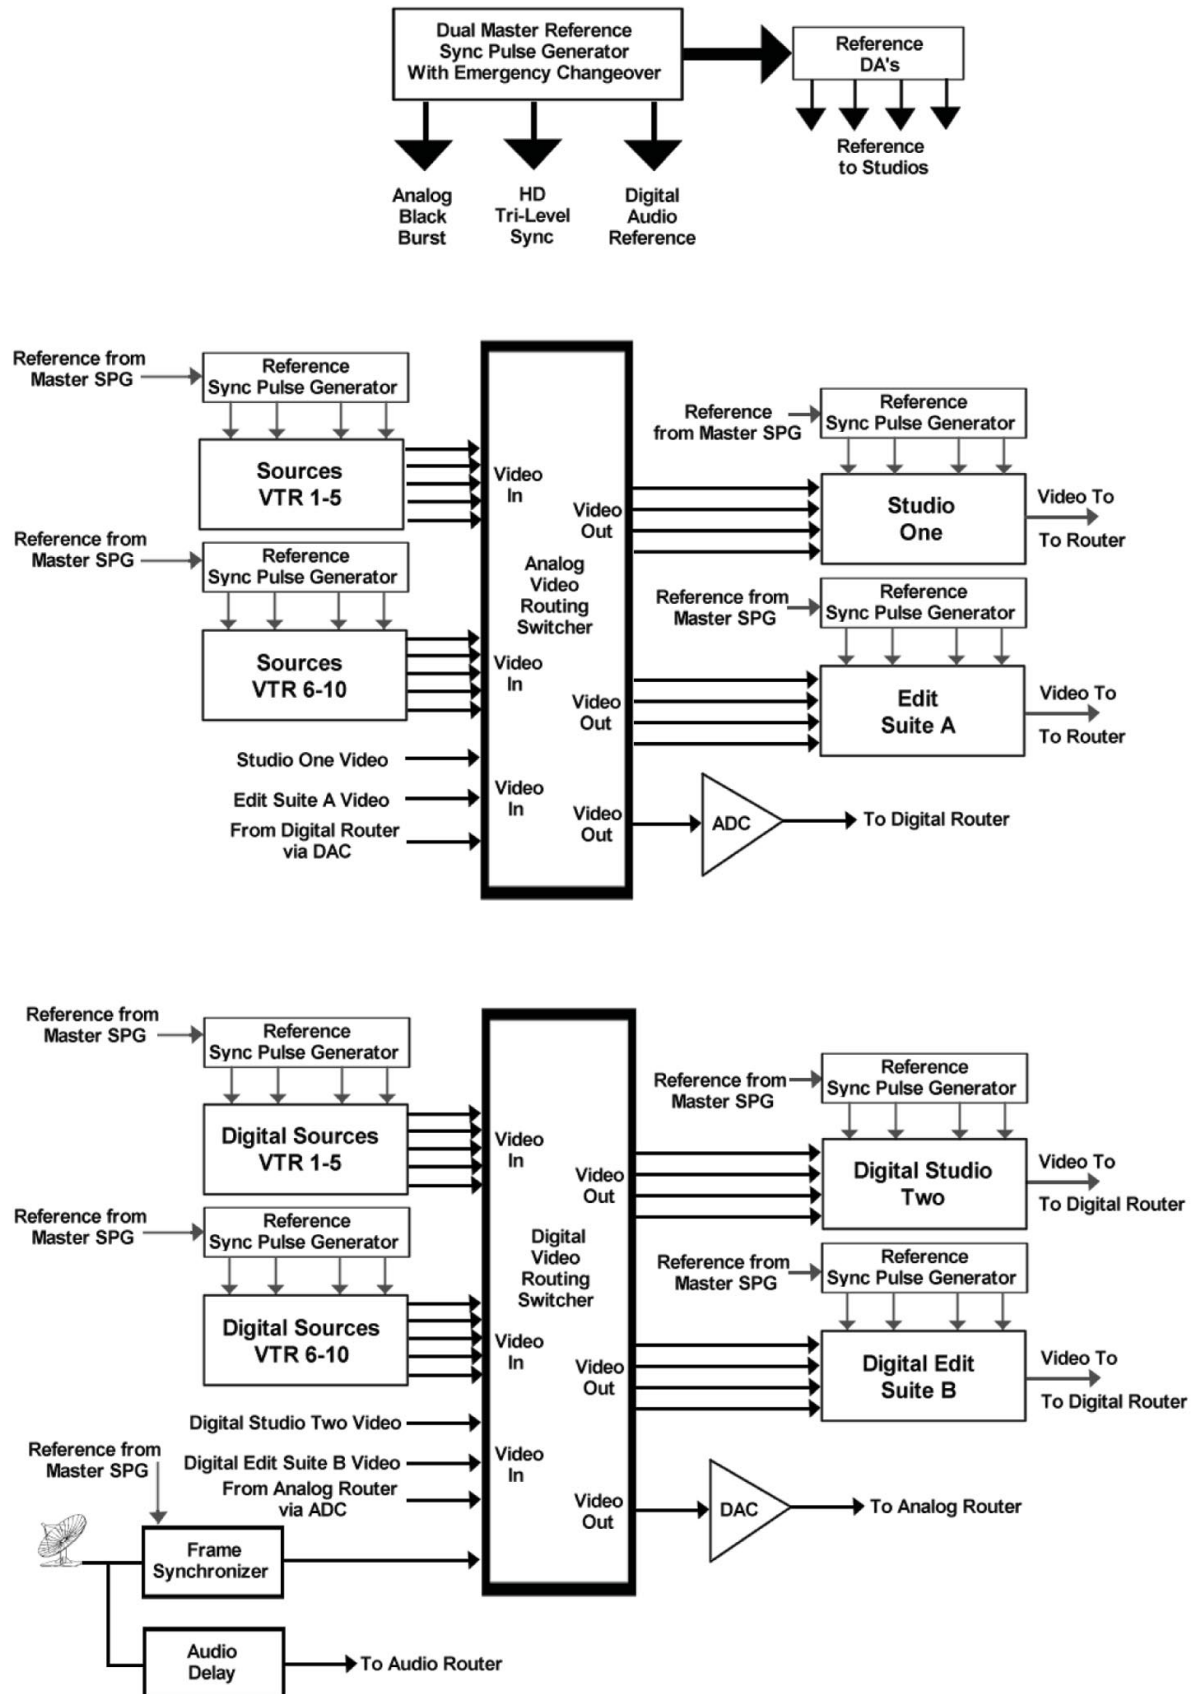 Dual Master Reference
Sync Pulse Generator
With Emergency Changeover
Reference
DA's
Reference
to Studios
Analog
Black
Burst
HD
Tri-Level
Sync
Digital
Audio
Reference
Reference from
Master SPG
Reference
Sync Pulse Generator
Sources
VTR 1-5
Reference from
Master SPG
Reference
Sync Pulse Generator
Sources
VTR 6-10
Studio One Video
Edit Suite A Video
From Digital Router
via DAC
Video
In
Video
Out
Analog
Video
Routing
Switcher
Video
In
Video
Out
Video
In
Video
Out
Reference
from Master SPG
Reference
Sync Pulse Generator
Studio
One
Video To
To Router
Reference from
Master SPG
Reference
Sync Pulse Generator
Edit
Suite A
Video To
To Router
ADC
To Digital Router
Reference from
Master SPG
Reference
Sync Pulse Generator
Digital Sources
VTR 1-5
Reference from
Master SPG
Reference
Sync Pulse Generator
Digital Sources
VTR 6-10
Digital Studio Two Video
Digital Edit Suite B Video
From Analog Router
via ADC
Reference from
Master SPG
Frame
Synchronizer
Audio
Delay
To Audio Router
Video
In
Video
Out
Digital
Video
Routing
Switcher
Video
In
Video
Out
Video
In
Video
Out
Reference from
Master SPG
Reference
Sync Pulse Generator
Digital Studio
Two
Video To
To Digital Router
Reference from
Master SPG
Reference
Sync Pulse Generator
Digital Edit
Suite B
Video To
To Digital Router
DAC
To Analog Router